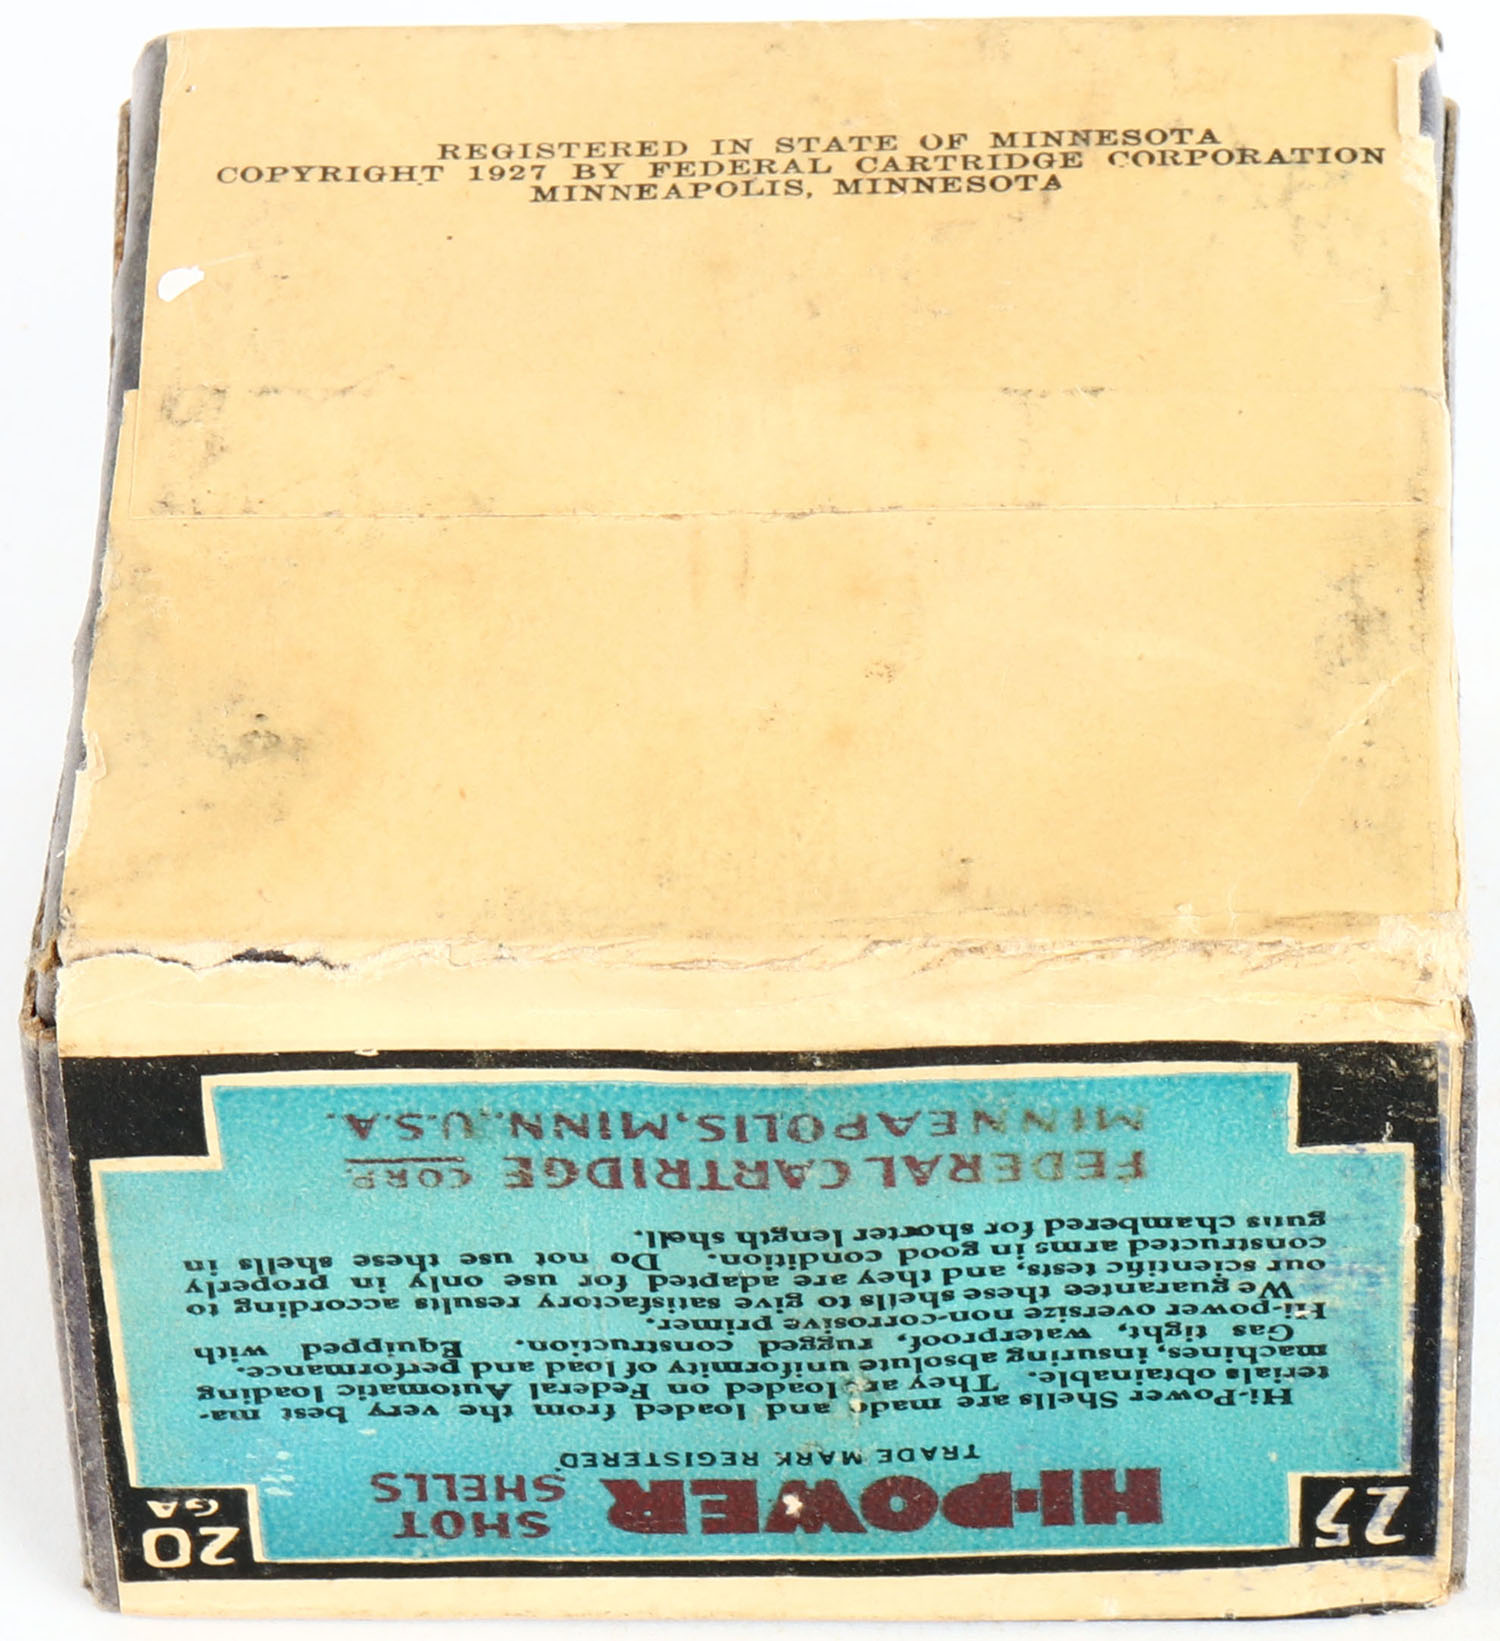 REGISTERED IN STATE OF MINNESOTA
COPYRIGHT 1927 BY FEDERAL CARTRIDGE CORPORATION
MINNEAPOLIS, MINNESOTA
25
HI-POWER
SHOT
SHELLS
20
GA
TRADE MARK REGISTERED
Hi-Power Shells are made and loaded from the very best ma-
terials obtainable. They are loaded on Federal Automatic loading
machines, insuring absolute uniformity of load and performance.
Gas tight, waterproof, rugged construction. Equipped with
Hi-power oversize non-corrosive primer.
We guarantee these shells to give satisfactory results according to
our scientific tests, and they are adapted for use only in properly
constructed arms in good condition. Do not use these shells in
guns chambered for shorter length shell.
FEDERAL CARTRIDGE CORP.
MINNEAPOLIS, MINN., U.S.A.